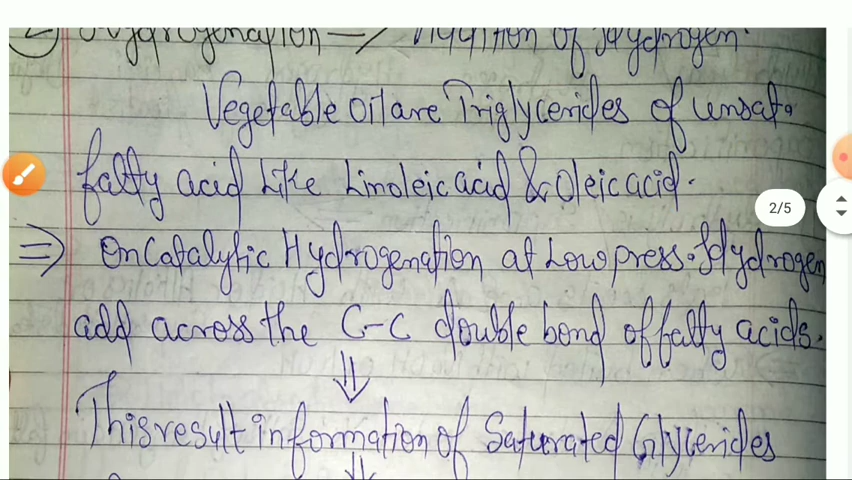 2) Hydrogenation => Addition of Hydrogen.
Vegetable oil are Triglycerides of unsat.
fatty acid like Linoleic acid & oleic acid.
2/5
=> On Catalytic Hydrogenation at Low press. Hydrogen
add across the C-C double bond of fatty acids.
This result in formation of Saturated Glycerides